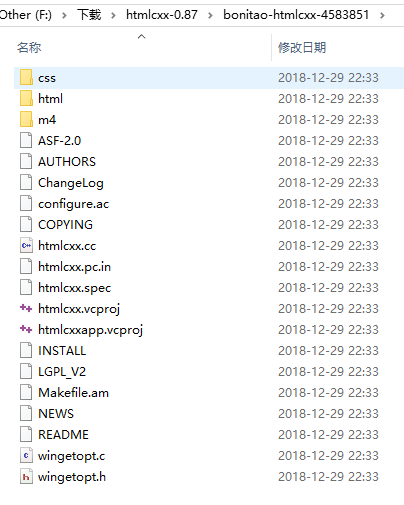 Other (F:) › 下载 › htmlcxx-0.87 › bonitao-htmlcxx-4583851 ›
名称 修改日期
css 2018-12-29 22:33
html 2018-12-29 22:33
m4 2018-12-29 22:33
ASF-2.0 2018-12-29 22:33
AUTHORS 2018-12-29 22:33
ChangeLog 2018-12-29 22:33
configure.ac 2018-12-29 22:33
COPYING 2018-12-29 22:33
htmlcxx.cc 2018-12-29 22:33
htmlcxx.pc.in 2018-12-29 22:33
htmlcxx.spec 2018-12-29 22:33
htmlcxx.vcproj 2018-12-29 22:33
htmlcxxapp.vcproj 2018-12-29 22:33
INSTALL 2018-12-29 22:33
LGPL_V2 2018-12-29 22:33
Makefile.am 2018-12-29 22:33
NEWS 2018-12-29 22:33
README 2018-12-29 22:33
wingetopt.c 2018-12-29 22:33
wingetopt.h 2018-12-29 22:33